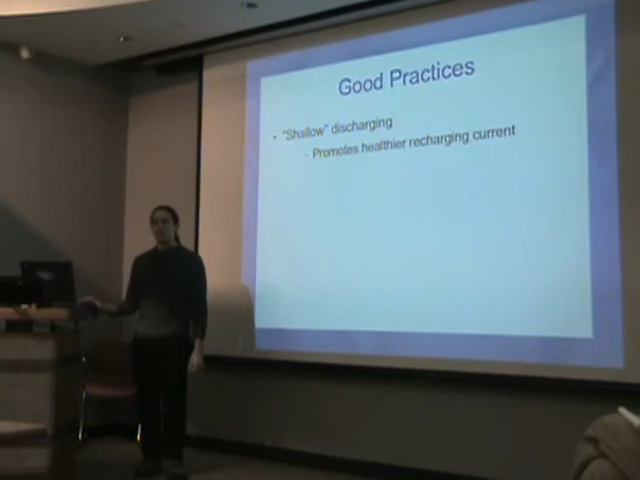 Good Practices
• "Shallow" discharging
- Promotes healthier recharging current